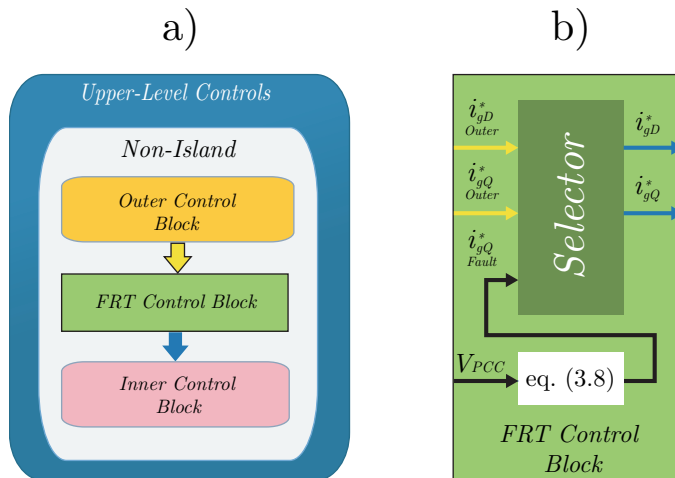 a)
Upper-Level Controls
Non-Island
Outer Control
Block
FRT Control Block
Inner Control
Block
b)
i*gD
Outer
i*gD
i*gQ
Outer
i*gQ
i*gQ
Fault
Selector
VPCC
eq. (3.8)
FRT Control
Block